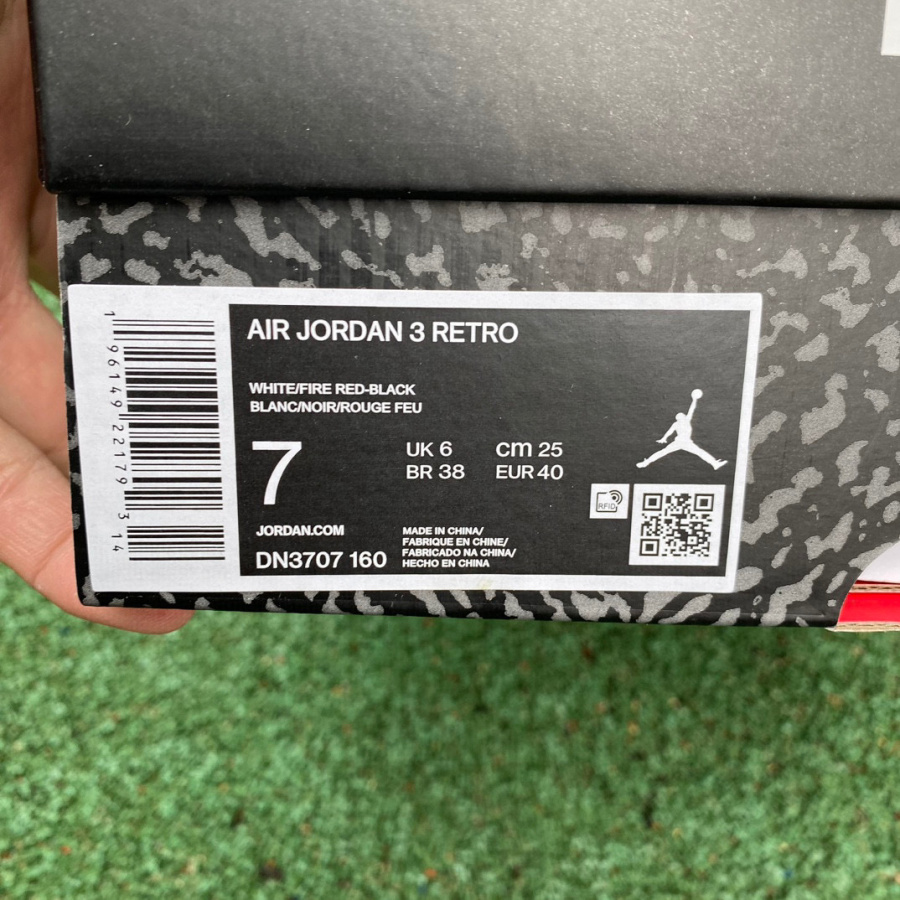 AIR JORDAN 3 RETRO
WHITE/FIRE RED-BLACK
BLANC/NOIR/ROUGE FEU
7
UK 6 cm 25
BR 38 EUR 40
JORDAN.COM
DN3707 160
MADE IN CHINA/
FABRIQUE EN CHINE/
FABRICADO NA CHINA/
HECHO EN CHINA
RFID
1 96149 22179 3 14